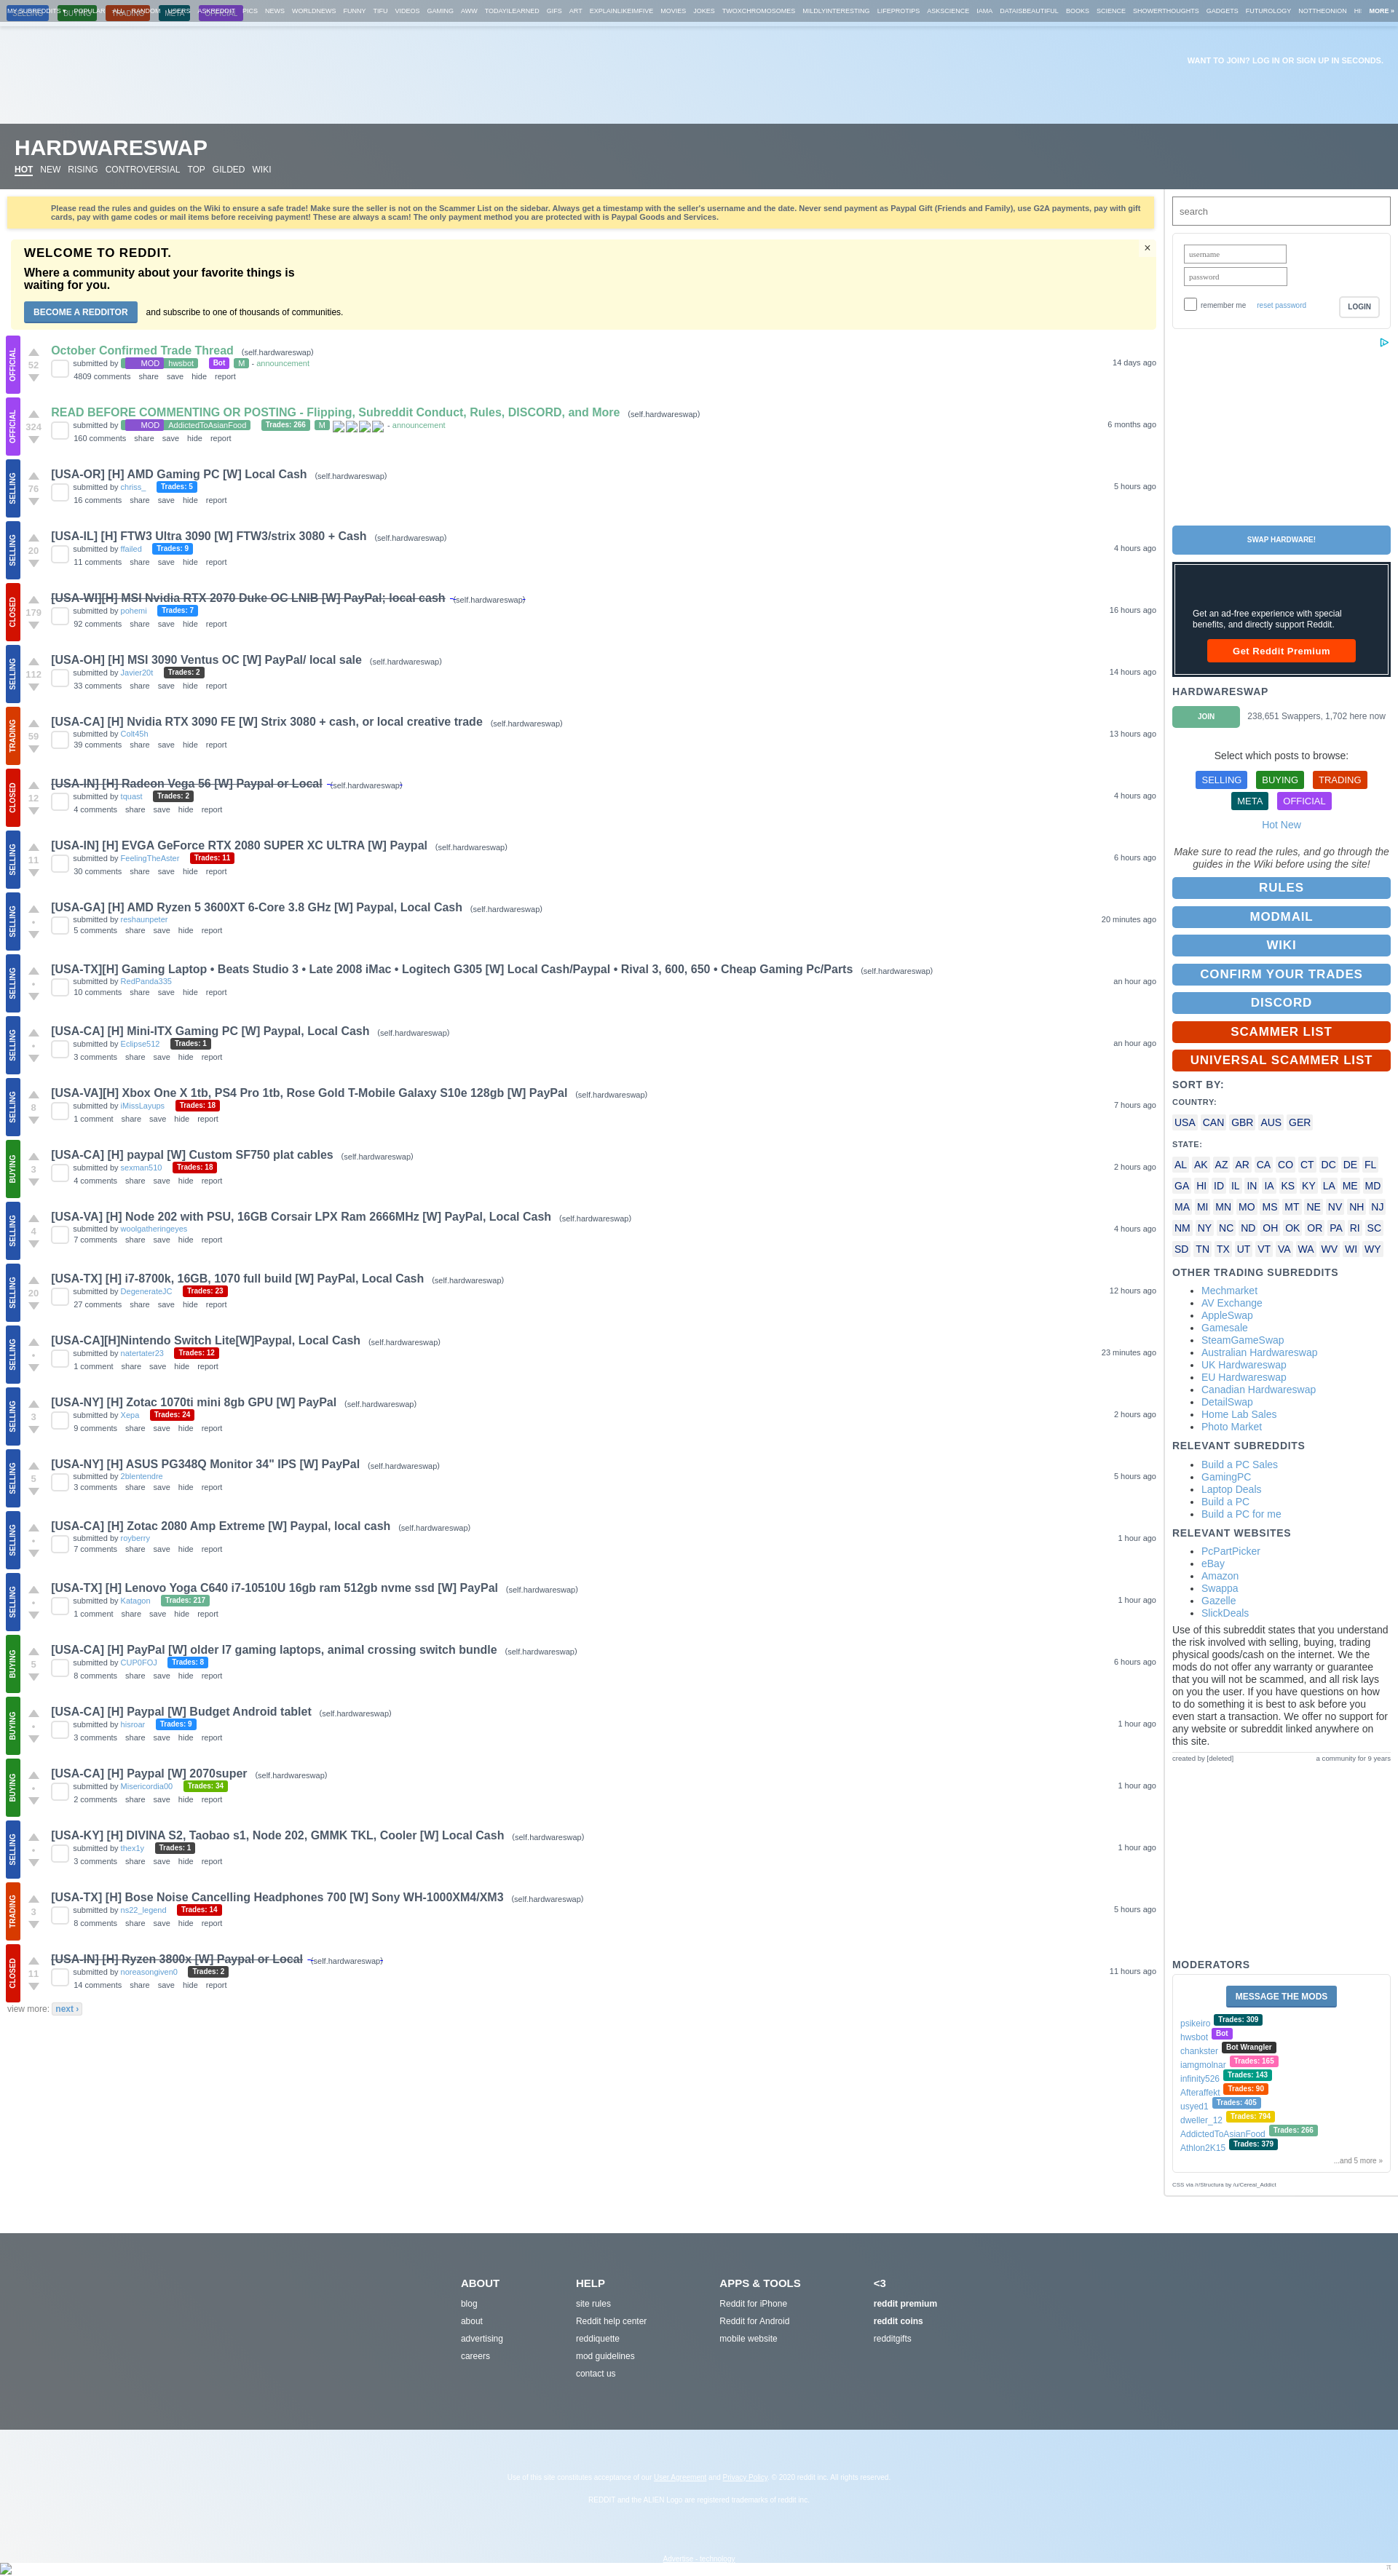 MY SUBREDDITS POPULAR - ALL - RANDOM - USERS ASKREDDIT PICS NEWS WORLDNEWS FUNNY TIFU VIDEOS GAMING AWW TODAYILEARNED GIFS ART EXPLAINLIKEIMFIVE MOVIES JOKES TWOXCHROMOSOMES MILDLYINTERESTING LIFEPROTIPS ASKSCIENCE IAMA DATAISBEAUTIFUL BOOKS SCIENCE SHOWERTHOUGHTS GADGETS FUTUROLOGY NOTTHEONION MORE »
SELLING BUYING TRADING META OFFICIAL
WANT TO JOIN? LOG IN OR SIGN UP IN SECONDS.
HARDWARESWAP
HOT NEW RISING CONTROVERSIAL TOP GILDED WIKI
Please read the rules and guides on the Wiki to ensure a safe trade! Make sure the seller is not on the Scammer List on the sidebar. Always get a timestamp with the seller's username and the date. Never send payment as Paypal Gift (Friends and Family), use G2A payments, pay with gift
cards, pay with game codes or mail items before receiving payment! These are always a scam! The only payment method you are protected with is Paypal Goods and Services.
WELCOME TO REDDIT.
×
Where a community about your favorite things is
waiting for you.
BECOME A REDDITOR and subscribe to one of thousands of communities.
OFFICIAL
52
October Confirmed Trade Thread (self.hardwareswap)
submitted by MOD hwsbot Bot M - announcement
14 days ago
4809 comments share save hide report
OFFICIAL
324
READ BEFORE COMMENTING OR POSTING - Flipping, Subreddit Conduct, Rules, DISCORD, and More (self.hardwareswap)
submitted by MOD AddictedToAsianFood Trades: 266 M - announcement
6 months ago
160 comments share save hide report
SELLING
76
[USA-OR] [H] AMD Gaming PC [W] Local Cash (self.hardwareswap)
submitted by chriss_ Trades: 5
5 hours ago
16 comments share save hide report
SELLING
20
[USA-IL] [H] FTW3 Ultra 3090 [W] FTW3/strix 3080 + Cash (self.hardwareswap)
submitted by ffailed Trades: 9
4 hours ago
11 comments share save hide report
CLOSED
179
[USA-WI][H] MSI Nvidia RTX 2070 Duke OC LNIB [W] PayPal; local cash (self.hardwareswap)
submitted by pohemi Trades: 7
16 hours ago
92 comments share save hide report
SELLING
112
[USA-OH] [H] MSI 3090 Ventus OC [W] PayPal/ local sale (self.hardwareswap)
submitted by Javier20t Trades: 2
14 hours ago
33 comments share save hide report
TRADING
59
[USA-CA] [H] Nvidia RTX 3090 FE [W] Strix 3080 + cash, or local creative trade (self.hardwareswap)
submitted by Colt45h
13 hours ago
39 comments share save hide report
CLOSED
12
[USA-IN] [H] Radeon Vega 56 [W] Paypal or Local (self.hardwareswap)
submitted by tquast Trades: 2
4 hours ago
4 comments share save hide report
SELLING
11
[USA-IN] [H] EVGA GeForce RTX 2080 SUPER XC ULTRA [W] Paypal (self.hardwareswap)
submitted by FeelingTheAster Trades: 11
6 hours ago
30 comments share save hide report
SELLING
•
[USA-GA] [H] AMD Ryzen 5 3600XT 6-Core 3.8 GHz [W] Paypal, Local Cash (self.hardwareswap)
submitted by reshaunpeter
20 minutes ago
5 comments share save hide report
SELLING
•
[USA-TX][H] Gaming Laptop • Beats Studio 3 • Late 2008 iMac • Logitech G305 [W] Local Cash/Paypal • Rival 3, 600, 650 • Cheap Gaming Pc/Parts (self.hardwareswap)
submitted by RedPanda335
an hour ago
10 comments share save hide report
SELLING
•
[USA-CA] [H] Mini-ITX Gaming PC [W] Paypal, Local Cash (self.hardwareswap)
submitted by Eclipse512 Trades: 1
an hour ago
3 comments share save hide report
SELLING
8
[USA-VA][H] Xbox One X 1tb, PS4 Pro 1tb, Rose Gold T-Mobile Galaxy S10e 128gb [W] PayPal (self.hardwareswap)
submitted by iMissLayups Trades: 18
7 hours ago
1 comment share save hide report
BUYING
3
[USA-CA] [H] paypal [W] Custom SF750 plat cables (self.hardwareswap)
submitted by sexman510 Trades: 18
2 hours ago
4 comments share save hide report
SELLING
4
[USA-VA] [H] Node 202 with PSU, 16GB Corsair LPX Ram 2666MHz [W] PayPal, Local Cash (self.hardwareswap)
submitted by woolgatheringeyes
4 hours ago
7 comments share save hide report
SELLING
20
[USA-TX] [H] i7-8700k, 16GB, 1070 full build [W] PayPal, Local Cash (self.hardwareswap)
submitted by DegenerateJC Trades: 23
12 hours ago
27 comments share save hide report
SELLING
•
[USA-CA][H]Nintendo Switch Lite[W]Paypal, Local Cash (self.hardwareswap)
submitted by natertater23 Trades: 12
23 minutes ago
1 comment share save hide report
SELLING
3
[USA-NY] [H] Zotac 1070ti mini 8gb GPU [W] PayPal (self.hardwareswap)
submitted by Xepa Trades: 24
2 hours ago
9 comments share save hide report
SELLING
5
[USA-NY] [H] ASUS PG348Q Monitor 34" IPS [W] PayPal (self.hardwareswap)
submitted by 2blentendre
5 hours ago
3 comments share save hide report
SELLING
•
[USA-CA] [H] Zotac 2080 Amp Extreme [W] Paypal, local cash (self.hardwareswap)
submitted by royberry
1 hour ago
7 comments share save hide report
SELLING
•
[USA-TX] [H] Lenovo Yoga C640 i7-10510U 16gb ram 512gb nvme ssd [W] PayPal (self.hardwareswap)
submitted by Katagon Trades: 217
1 hour ago
1 comment share save hide report
BUYING
5
[USA-CA] [H] PayPal [W] older I7 gaming laptops, animal crossing switch bundle (self.hardwareswap)
submitted by CUP0FOJ Trades: 8
6 hours ago
8 comments share save hide report
BUYING
•
[USA-CA] [H] Paypal [W] Budget Android tablet (self.hardwareswap)
submitted by hisroar Trades: 9
1 hour ago
3 comments share save hide report
BUYING
•
[USA-CA] [H] Paypal [W] 2070super (self.hardwareswap)
submitted by Misericordia00 Trades: 34
1 hour ago
2 comments share save hide report
SELLING
•
[USA-KY] [H] DIVINA S2, Taobao s1, Node 202, GMMK TKL, Cooler [W] Local Cash (self.hardwareswap)
submitted by thex1y Trades: 1
1 hour ago
3 comments share save hide report
TRADING
3
[USA-TX] [H] Bose Noise Cancelling Headphones 700 [W] Sony WH-1000XM4/XM3 (self.hardwareswap)
submitted by ns22_legend Trades: 14
5 hours ago
8 comments share save hide report
CLOSED
11
[USA-IN] [H] Ryzen 3800x [W] Paypal or Local (self.hardwareswap)
submitted by noreasongiven0 Trades: 2
11 hours ago
14 comments share save hide report
view more: next ›
search
username
password
remember me reset password LOGIN
SWAP HARDWARE!
Get an ad-free experience with special
benefits, and directly support Reddit.
Get Reddit Premium
HARDWARESWAP
JOIN 238,651 Swappers, 1,702 here now
Select which posts to browse:
SELLING BUYING TRADING
META OFFICIAL
Hot New
Make sure to read the rules, and go through the
guides in the Wiki before using the site!
RULES
MODMAIL
WIKI
CONFIRM YOUR TRADES
DISCORD
SCAMMER LIST
UNIVERSAL SCAMMER LIST
SORT BY:
COUNTRY:
USA CAN GBR AUS GER
STATE:
AL AK AZ AR CA CO CT DC DE FL
GA HI ID IL IN IA KS KY LA ME MD
MA MI MN MO MS MT NE NV NH NJ
NM NY NC ND OH OK OR PA RI SC
SD TN TX UT VT VA WA WV WI WY
OTHER TRADING SUBREDDITS
Mechmarket
AV Exchange
AppleSwap
Gamesale
SteamGameSwap
Australian Hardwareswap
UK Hardwareswap
EU Hardwareswap
Canadian Hardwareswap
DetailSwap
Home Lab Sales
Photo Market
RELEVANT SUBREDDITS
Build a PC Sales
GamingPC
Laptop Deals
Build a PC
Build a PC for me
RELEVANT WEBSITES
PcPartPicker
eBay
Amazon
Swappa
Gazelle
SlickDeals
Use of this subreddit states that you understand
the risk involved with selling, buying, trading
physical goods/cash on the internet. We the
mods do not offer any warranty or guarantee
that you will not be scammed, and all risk lays
on you the user. If you have questions on how
to do something it is best to ask before you
even start a transaction. We offer no support for
any website or subreddit linked anywhere on
this site.
created by [deleted] a community for 9 years
MODERATORS
MESSAGE THE MODS
psikeiro Trades: 309
hwsbot Bot
chankster Bot Wrangler
iamgmolnar Trades: 165
infinity526 Trades: 143
Afteraffekt Trades: 90
usyed1 Trades: 405
dweller_12 Trades: 794
AddictedToAsianFood Trades: 266
Athlon2K15 Trades: 379
...and 5 more »
CSS via /r/Structura by /u/Cereal_Addict
ABOUT
blog
about
advertising
careers
HELP
site rules
Reddit help center
reddiquette
mod guidelines
contact us
APPS & TOOLS
Reddit for iPhone
Reddit for Android
mobile website
<3
reddit premium
reddit coins
redditgifts
Use of this site constitutes acceptance of our User Agreement and Privacy Policy. © 2020 reddit inc. All rights reserved.
REDDIT and the ALIEN Logo are registered trademarks of reddit inc.
Advertise - technology
π